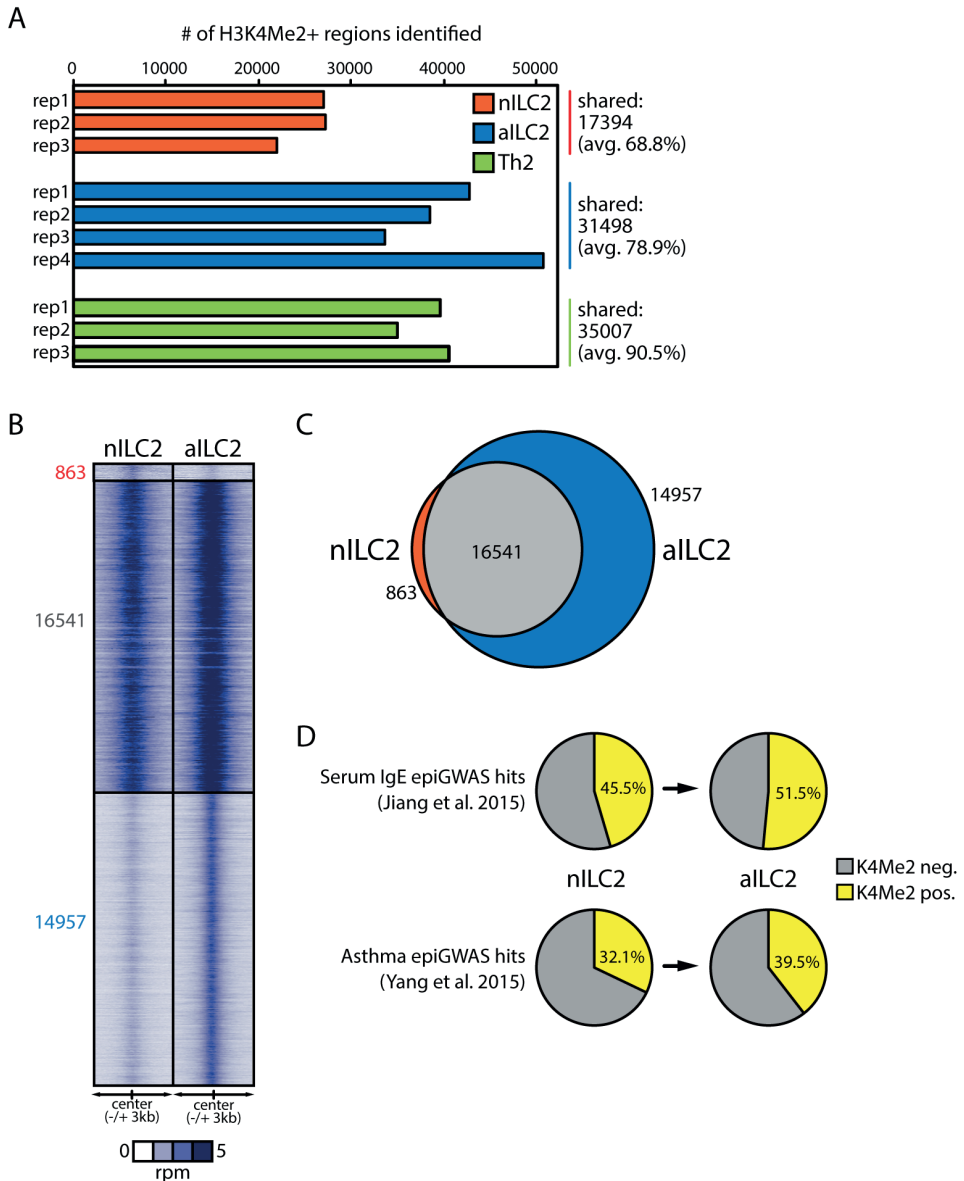 A
# of H3K4Me2+ regions identified
0 10000 20000 30000 40000 50000
rep1
rep2
rep3
nILC2
aILC2
Th2
shared:
17394
(avg. 68.8%)
rep1
rep2
rep3
rep4
shared:
31498
(avg. 78.9%)
rep1
rep2
rep3
shared:
35007
(avg. 90.5%)
B
nILC2 aILC2
863
16541
14957
center
(-/+ 3kb)
center
(-/+ 3kb)
0 5
rpm
C
14957
nILC2
16541
aILC2
863
D
Serum IgE epiGWAS hits
(Jiang et al. 2015)
45.5%
51.5%
nILC2
aILC2
K4Me2 neg.
K4Me2 pos.
Asthma epiGWAS hits
(Yang et al. 2015)
32.1%
39.5%